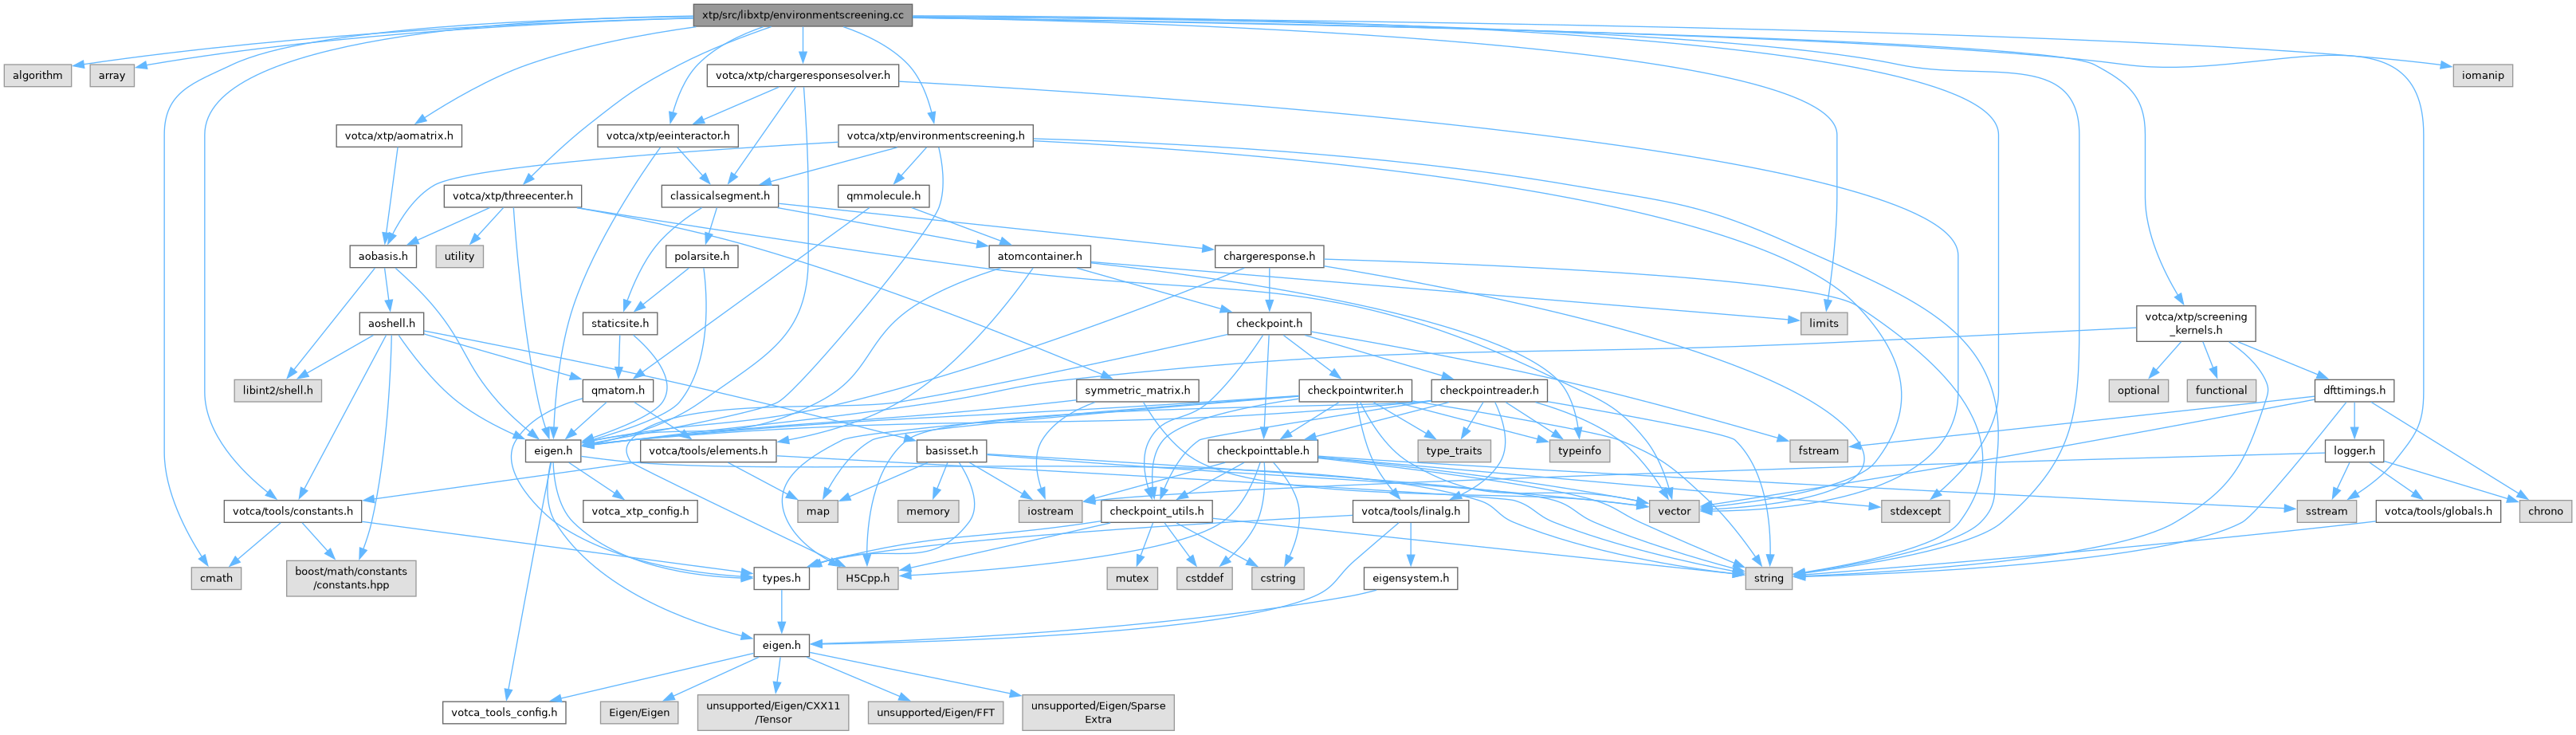 xtp/src/libxtp/environmentscreening.cc
algorithm
array
votca/xtp/chargeresponsesolver.h
iomanip
votca/xtp/aomatrix.h
votca/xtp/eeinteractor.h
votca/xtp/environmentscreening.h
votca/xtp/threecenter.h
classicalsegment.h
qmmolecule.h
aobasis.h
utility
polarsite.h
atomcontainer.h
chargeresponse.h
aoshell.h
staticsite.h
checkpoint.h
limits
votca/xtp/screening
_kernels.h
libint2/shell.h
qmatom.h
symmetric_matrix.h
checkpointwriter.h
checkpointreader.h
optional
functional
dfttimings.h
eigen.h
votca/tools/elements.h
basisset.h
checkpointtable.h
type_traits
typeinfo
fstream
logger.h
votca/tools/constants.h
votca_xtp_config.h
map
memory
iostream
checkpoint_utils.h
votca/tools/linalg.h
vector
stdexcept
sstream
votca/tools/globals.h
chrono
cmath
boost/math/constants
/constants.hpp
types.h
H5Cpp.h
mutex
cstddef
cstring
eigensystem.h
string
eigen.h
votca_tools_config.h
Eigen/Eigen
unsupported/Eigen/CXX11
/Tensor
unsupported/Eigen/FFT
unsupported/Eigen/Sparse
Extra